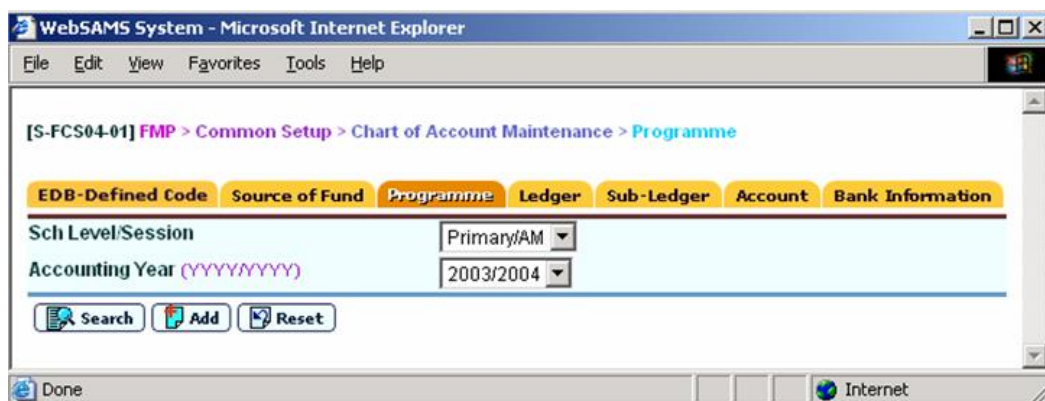 WebSAMS System - Microsoft Internet Explorer
File Edit View Favorites Tools Help
[S-FCS04-01] FMP > Common Setup > Chart of Account Maintenance > Programme
EDB-Defined Code Source of Fund Programme Ledger Sub-Ledger Account Bank Information
Sch Level/Session Primary/AM
Accounting Year (YYYY/YYYY) 2003/2004
Search Add Reset
Done Internet